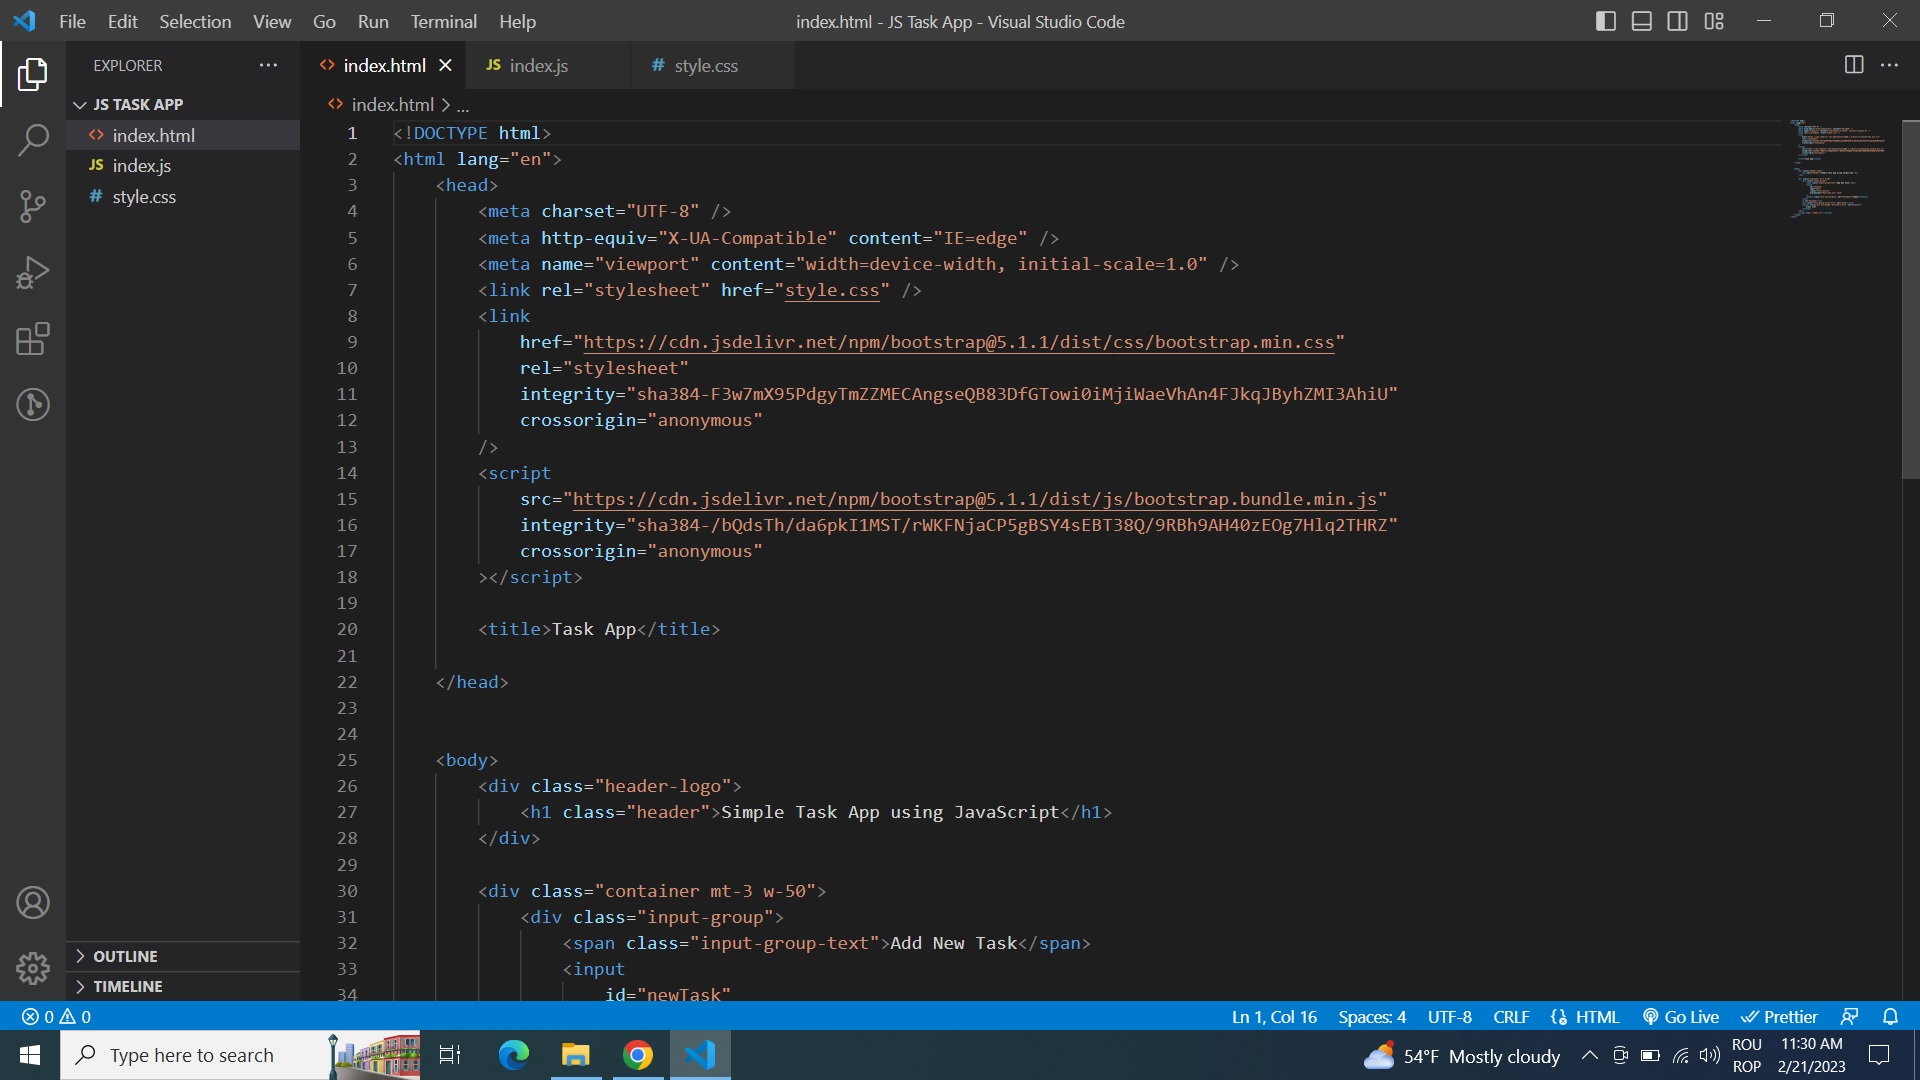 File Edit Selection View Go Run Terminal Help
index.html - JS Task App - Visual Studio Code
EXPLORER
JS TASK APP
index.html
index.js
style.css
OUTLINE
TIMELINE
index.html index.js style.css
index.html > ...
1 <!DOCTYPE html>
2 <html lang="en">
3 <head>
4 <meta charset="UTF-8" />
5 <meta http-equiv="X-UA-Compatible" content="IE=edge" />
6 <meta name="viewport" content="width=device-width, initial-scale=1.0" />
7 <link rel="stylesheet" href="style.css" />
8 <link
9 href="https://cdn.jsdelivr.net/npm/bootstrap@5.1.1/dist/css/bootstrap.min.css"
10 rel="stylesheet"
11 integrity="sha384-F3w7mX95PdgyTmZZMECAngseQB83DfGTowi0iMjiWaeVhAn4FJkqJByhZMI3AhiU"
12 crossorigin="anonymous"
13 />
14 <script
15 src="https://cdn.jsdelivr.net/npm/bootstrap@5.1.1/dist/js/bootstrap.bundle.min.js"
16 integrity="sha384-/bQdsTh/da6pkI1MST/rWKFNjaCP5gBSY4sEBT38Q/9RBh9AH40zEOg7Hlq2THRZ"
17 crossorigin="anonymous"
18 ></script>
19
20 <title>Task App</title>
21
22 </head>
23
24
25 <body>
26 <div class="header-logo">
27 <h1 class="header">Simple Task App using JavaScript</h1>
28 </div>
29
30 <div class="container mt-3 w-50">
31 <div class="input-group">
32 <span class="input-group-text">Add New Task</span>
33 <input
34 id="newTask"
0 0
Ln 1, Col 16 Spaces: 4 UTF-8 CRLF HTML Go Live Prettier
Type here to search
54°F Mostly cloudy
ROU
ROP
11:30 AM
2/21/2023